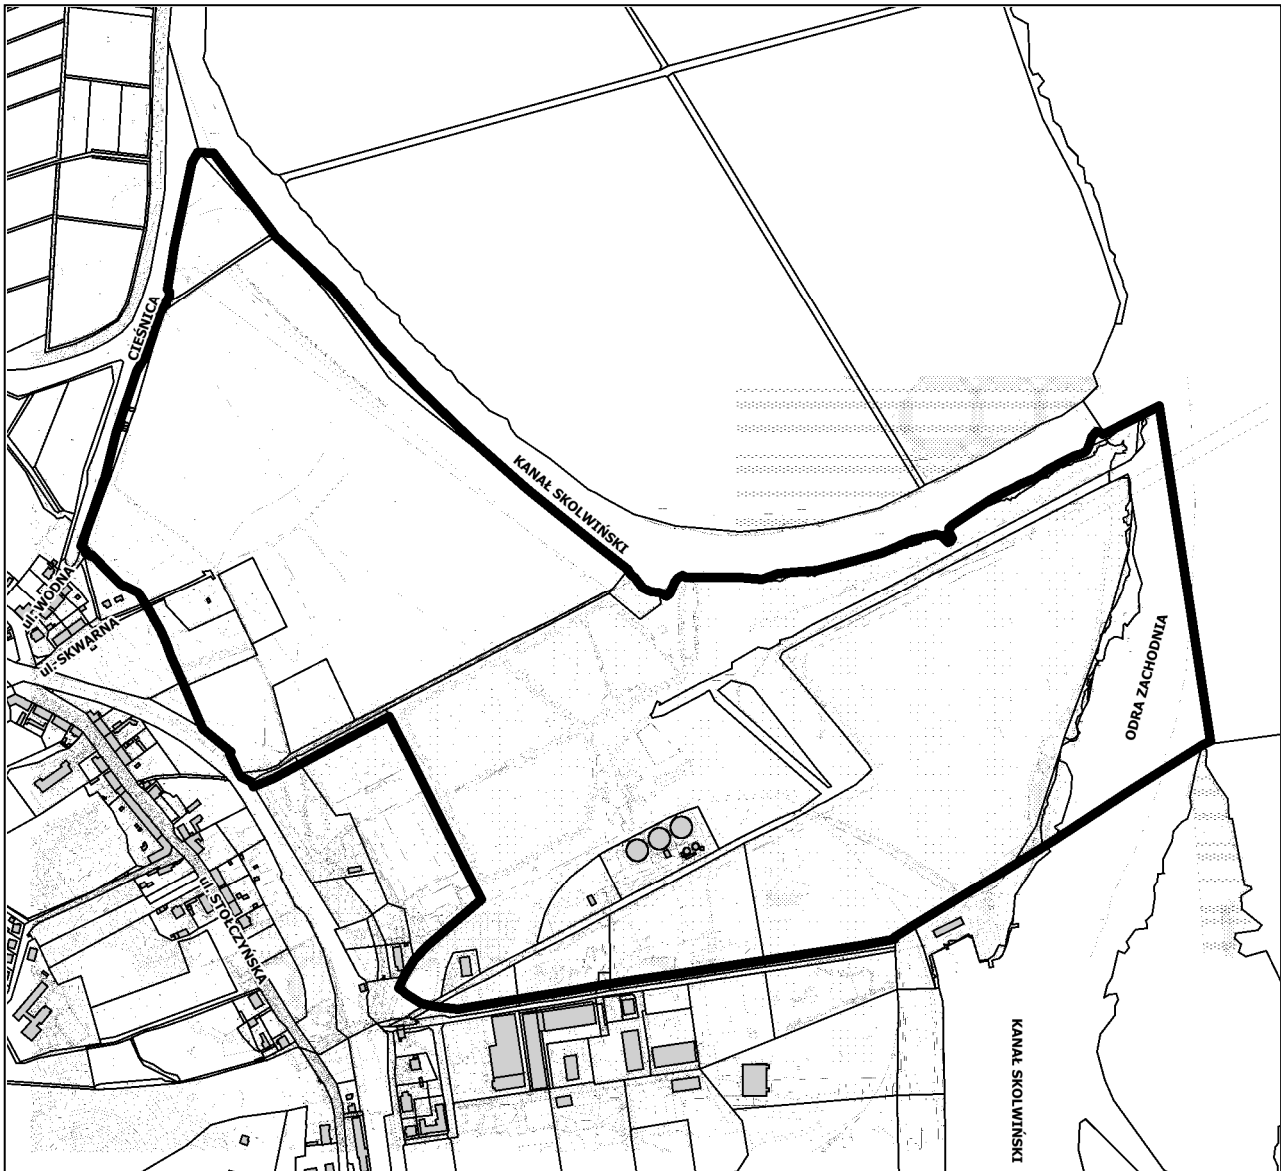 CIEŚNICA
KANAŁ SKOLWIŃSKI
ul. WODNA
ul. SKWARNA
ODRA ZACHODNIA
ul. STOŁCZYŃSKA
KANAŁ SKOLWIŃSKI